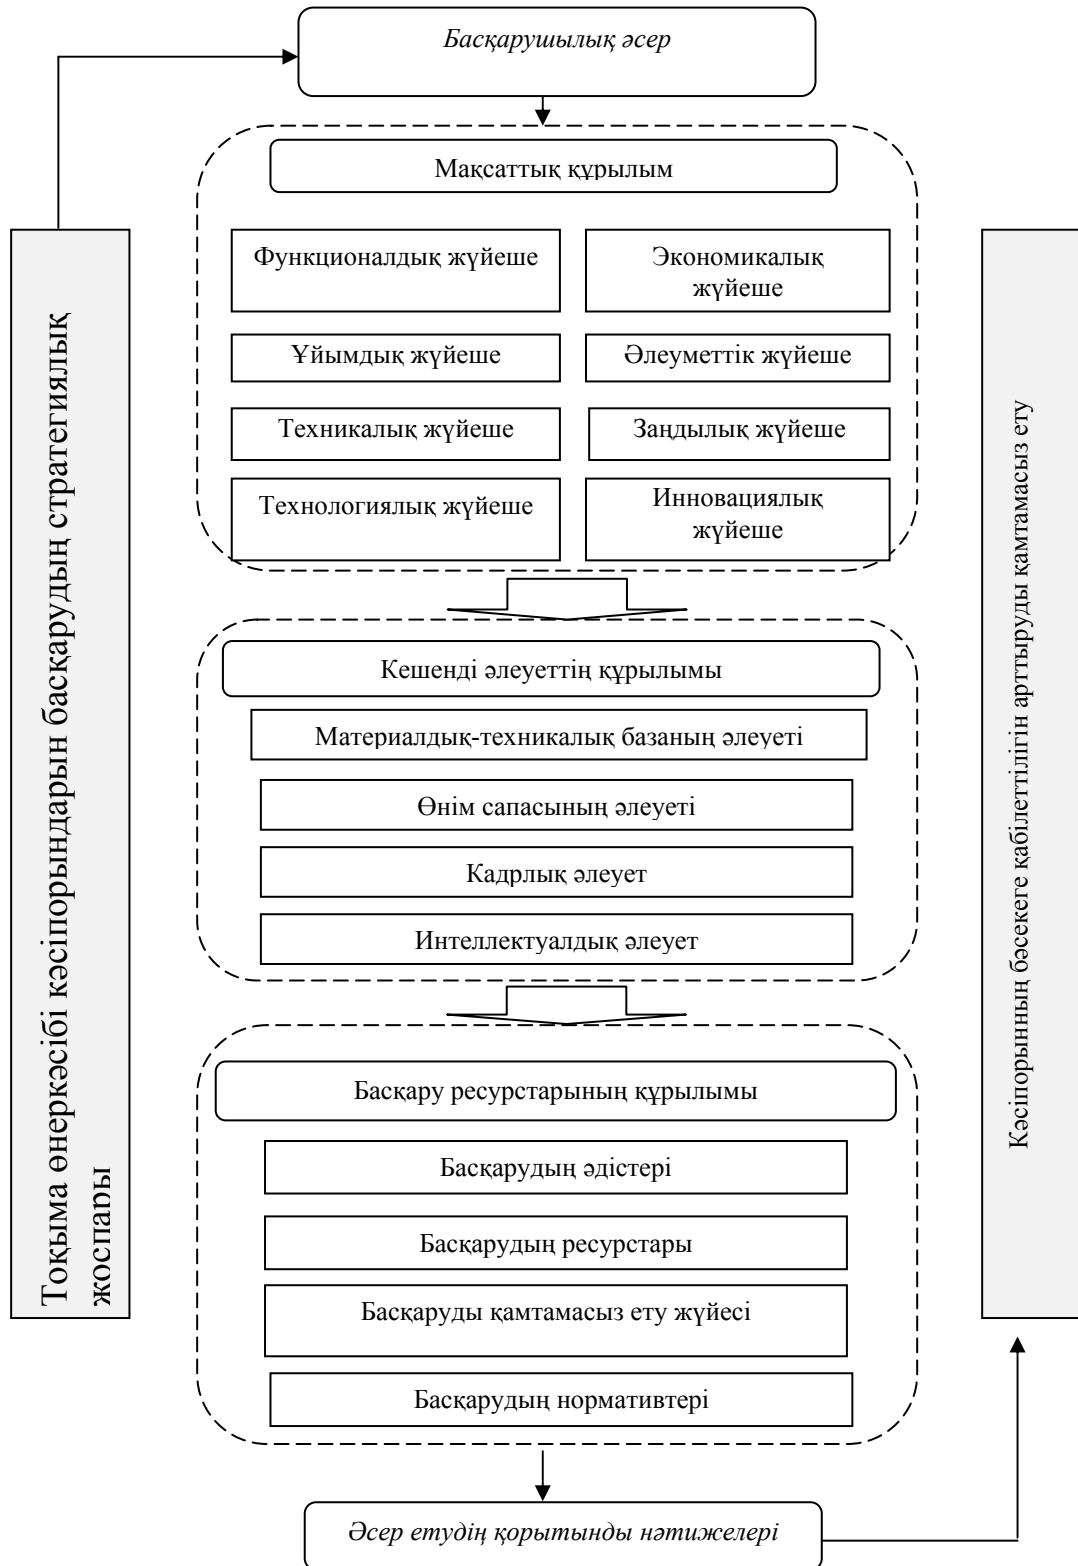 Басқарушылық әсер
Мақсаттық құрылым
Функционалдық жүйеше
Экономикалық
жүйеше
Ұйымдық жүйеше
Әлеуметтік жүйеше
Техникалық жүйеше
Заңдылық жүйеше
Технологиялық жүйеше
Инновациялық
жүйеше
Кешенді әлеуеттің құрылымы
Материалдық-техникалық базаның әлеуеті
Өнім сапасының әлеуеті
Кадрлық әлеует
Интеллектуалдық әлеует
Басқару ресурстарының құрылымы
Басқарудың әдістері
Басқарудың ресурстары
Басқаруды қамтамасыз ету жүйесі
Басқарудың нормативтері
Әсер етудің қорытынды нәтижелері
Тоқыма өнеркәсібі кәсіпорындарын басқарудың стратегиялық
жоспары
Кәсіпорынның бәсекеге қабілеттілігін арттыруды қамтамасыз ету